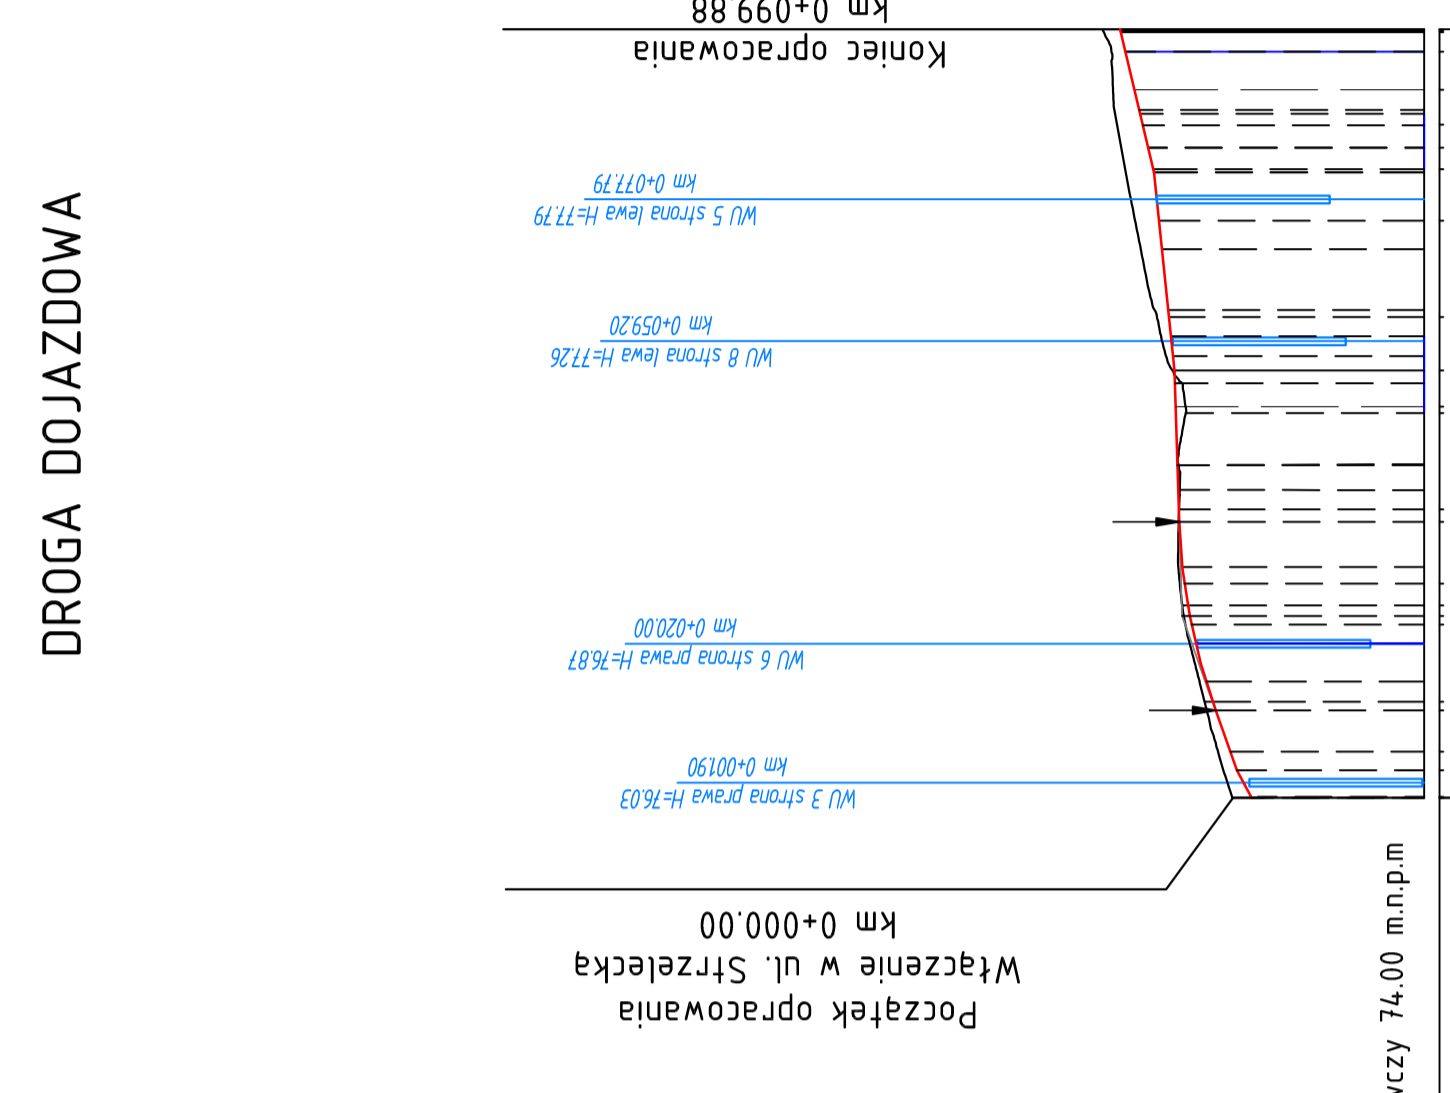 DROGA DOJAZDOWA
Początek opracowania
Włączenie w ul. Strzelecką
km 0+000.00
WU 3 strona prawa H=76.03
km 0+001.90
WU 6 strona prawa H=76.87
km 0+020.00
WU 8 strona lewa H=77.26
km 0+059.20
WU 5 strona lewa H=77.79
km 0+077.79
Koniec opracowania
km 0+099.88
74.00 m.n.p.m